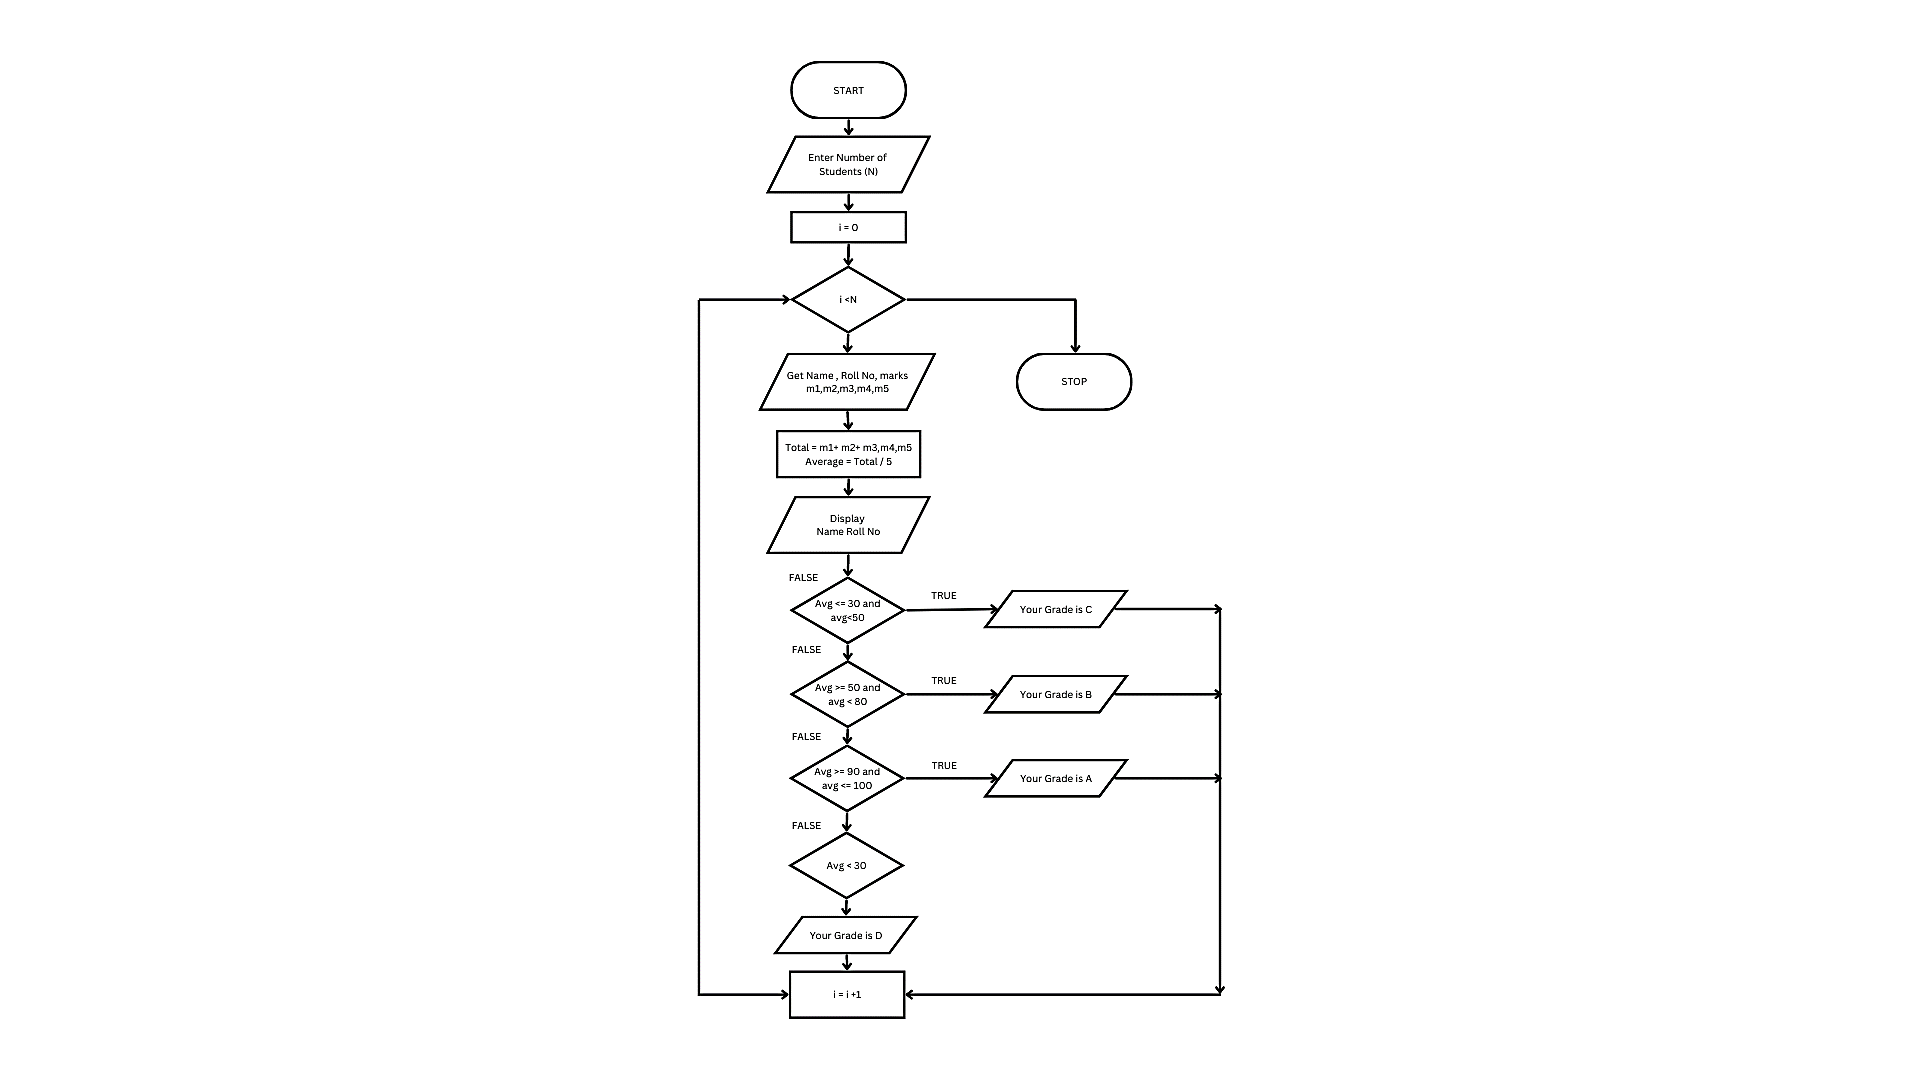 START
Enter Number of
Students (N)
i = 0
i <N
Get Name , Roll No, marks
m1,m2,m3,m4,m5
STOP
Total = m1+ m2+ m3,m4,m5
Average = Total / 5
Display
Name Roll No
FALSE
Avg <= 30 and
avg<50
TRUE
Your Grade is C
FALSE
Avg >= 50 and
avg < 80
TRUE
Your Grade is B
FALSE
Avg >= 90 and
avg <= 100
TRUE
Your Grade is A
FALSE
Avg < 30
Your Grade is D
i = i +1